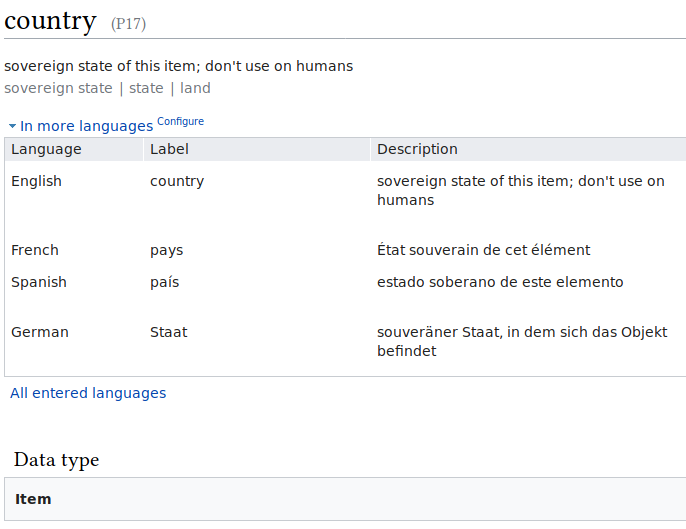 country (P17)
sovereign state of this item; don't use on humans
sovereign state | state | land
In more languages Configure
Language Label Description
English country sovereign state of this item; don't use on
humans
French pays État souverain de cet élément
Spanish país estado soberano de este elemento
German Staat souveräner Staat, in dem sich das Objekt
befindet
All entered languages
Data type
Item